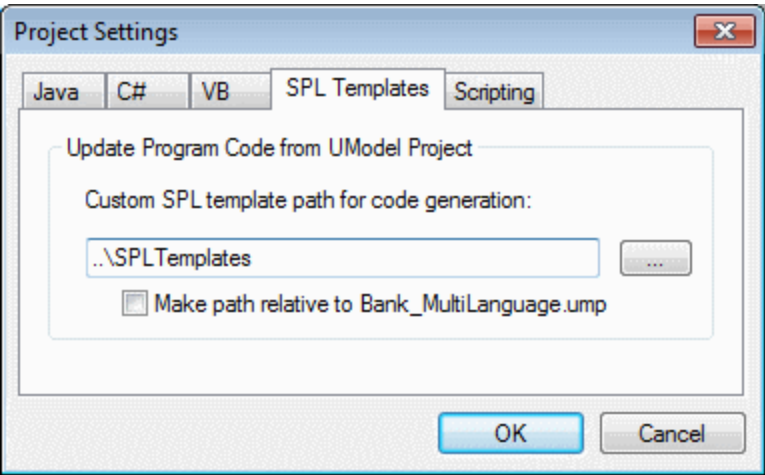 Project Settings
Java C# VB SPL Templates Scripting
Update Program Code from UModel Project
Custom SPL template path for code generation:
..\SPLTemplates ...
Make path relative to Bank_MultiLanguage.ump
OK Cancel